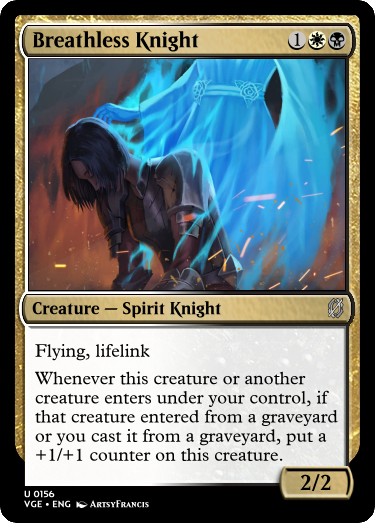 Breathless Knight 1
Creature — Spirit Knight
Flying, lifelink
Whenever this creature or another
creature enters under your control, if
that creature entered from a graveyard
or you cast it from a graveyard, put a
+1/+1 counter on this creature.
2/2
U 0156
VGE • ENG ArtsyFrancis